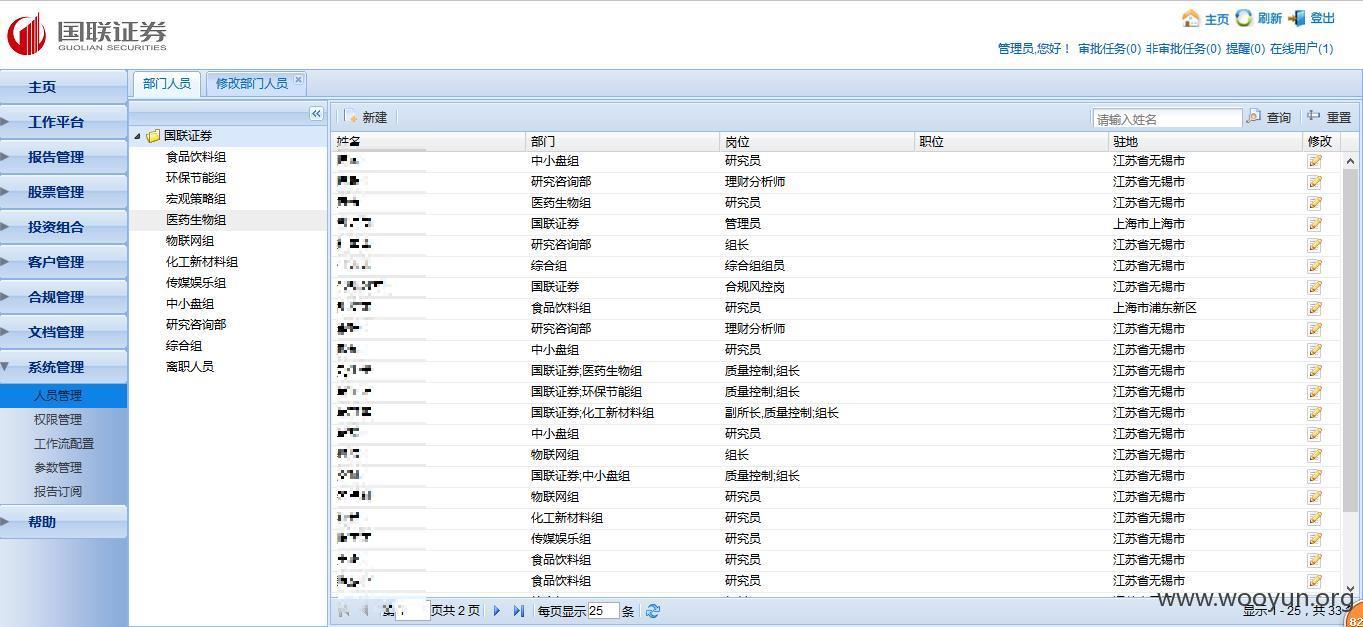 国联证券
GUOLIAN SECURITIES
主页 刷新 登出
管理员,您好！ 审批任务(0) 非审批任务(0) 提醒(0) 在线用户(1)
主页
工作平台
报告管理
股票管理
投资组合
客户管理
合规管理
文档管理
系统管理
人员管理
权限管理
工作流配置
参数管理
报告订阅
帮助
部门人员 修改部门人员
国联证券
食品饮料组
环保节能组
宏观策略组
医药生物组
物联网组
化工新材料组
传媒娱乐组
中小盘组
研究咨询部
综合组
离职人员
新建 请输入姓名 查询 重置
姓名 部门 岗位 职位 驻地 修改
中小盘组 研究员 江苏省无锡市
研究咨询部 理财分析师 江苏省无锡市
医药生物组 研究员 江苏省无锡市
国联证券 管理员 上海市上海市
研究咨询部 组长 江苏省无锡市
综合组 综合组组员 江苏省无锡市
国联证券 合规风控岗 江苏省无锡市
食品饮料组 研究员 上海市浦东新区
研究咨询部 理财分析师 江苏省无锡市
中小盘组 研究员 江苏省无锡市
国联证券;医药生物组 质量控制;组长 江苏省无锡市
国联证券;环保节能组 质量控制;组长 江苏省无锡市
国联证券;化工新材料组 副所长,质量控制;组长 江苏省无锡市
中小盘组 研究员 江苏省无锡市
物联网组 组长 江苏省无锡市
国联证券;中小盘组 质量控制;组长 江苏省无锡市
物联网组 研究员 江苏省无锡市
化工新材料组 研究员 江苏省无锡市
传媒娱乐组 研究员 江苏省无锡市
食品饮料组 研究员 江苏省无锡市
食品饮料组 研究员 江苏省无锡市
页共 2 页 每页显示 25 条 显示 1 - 25，共 33
www.wooyun.org
82